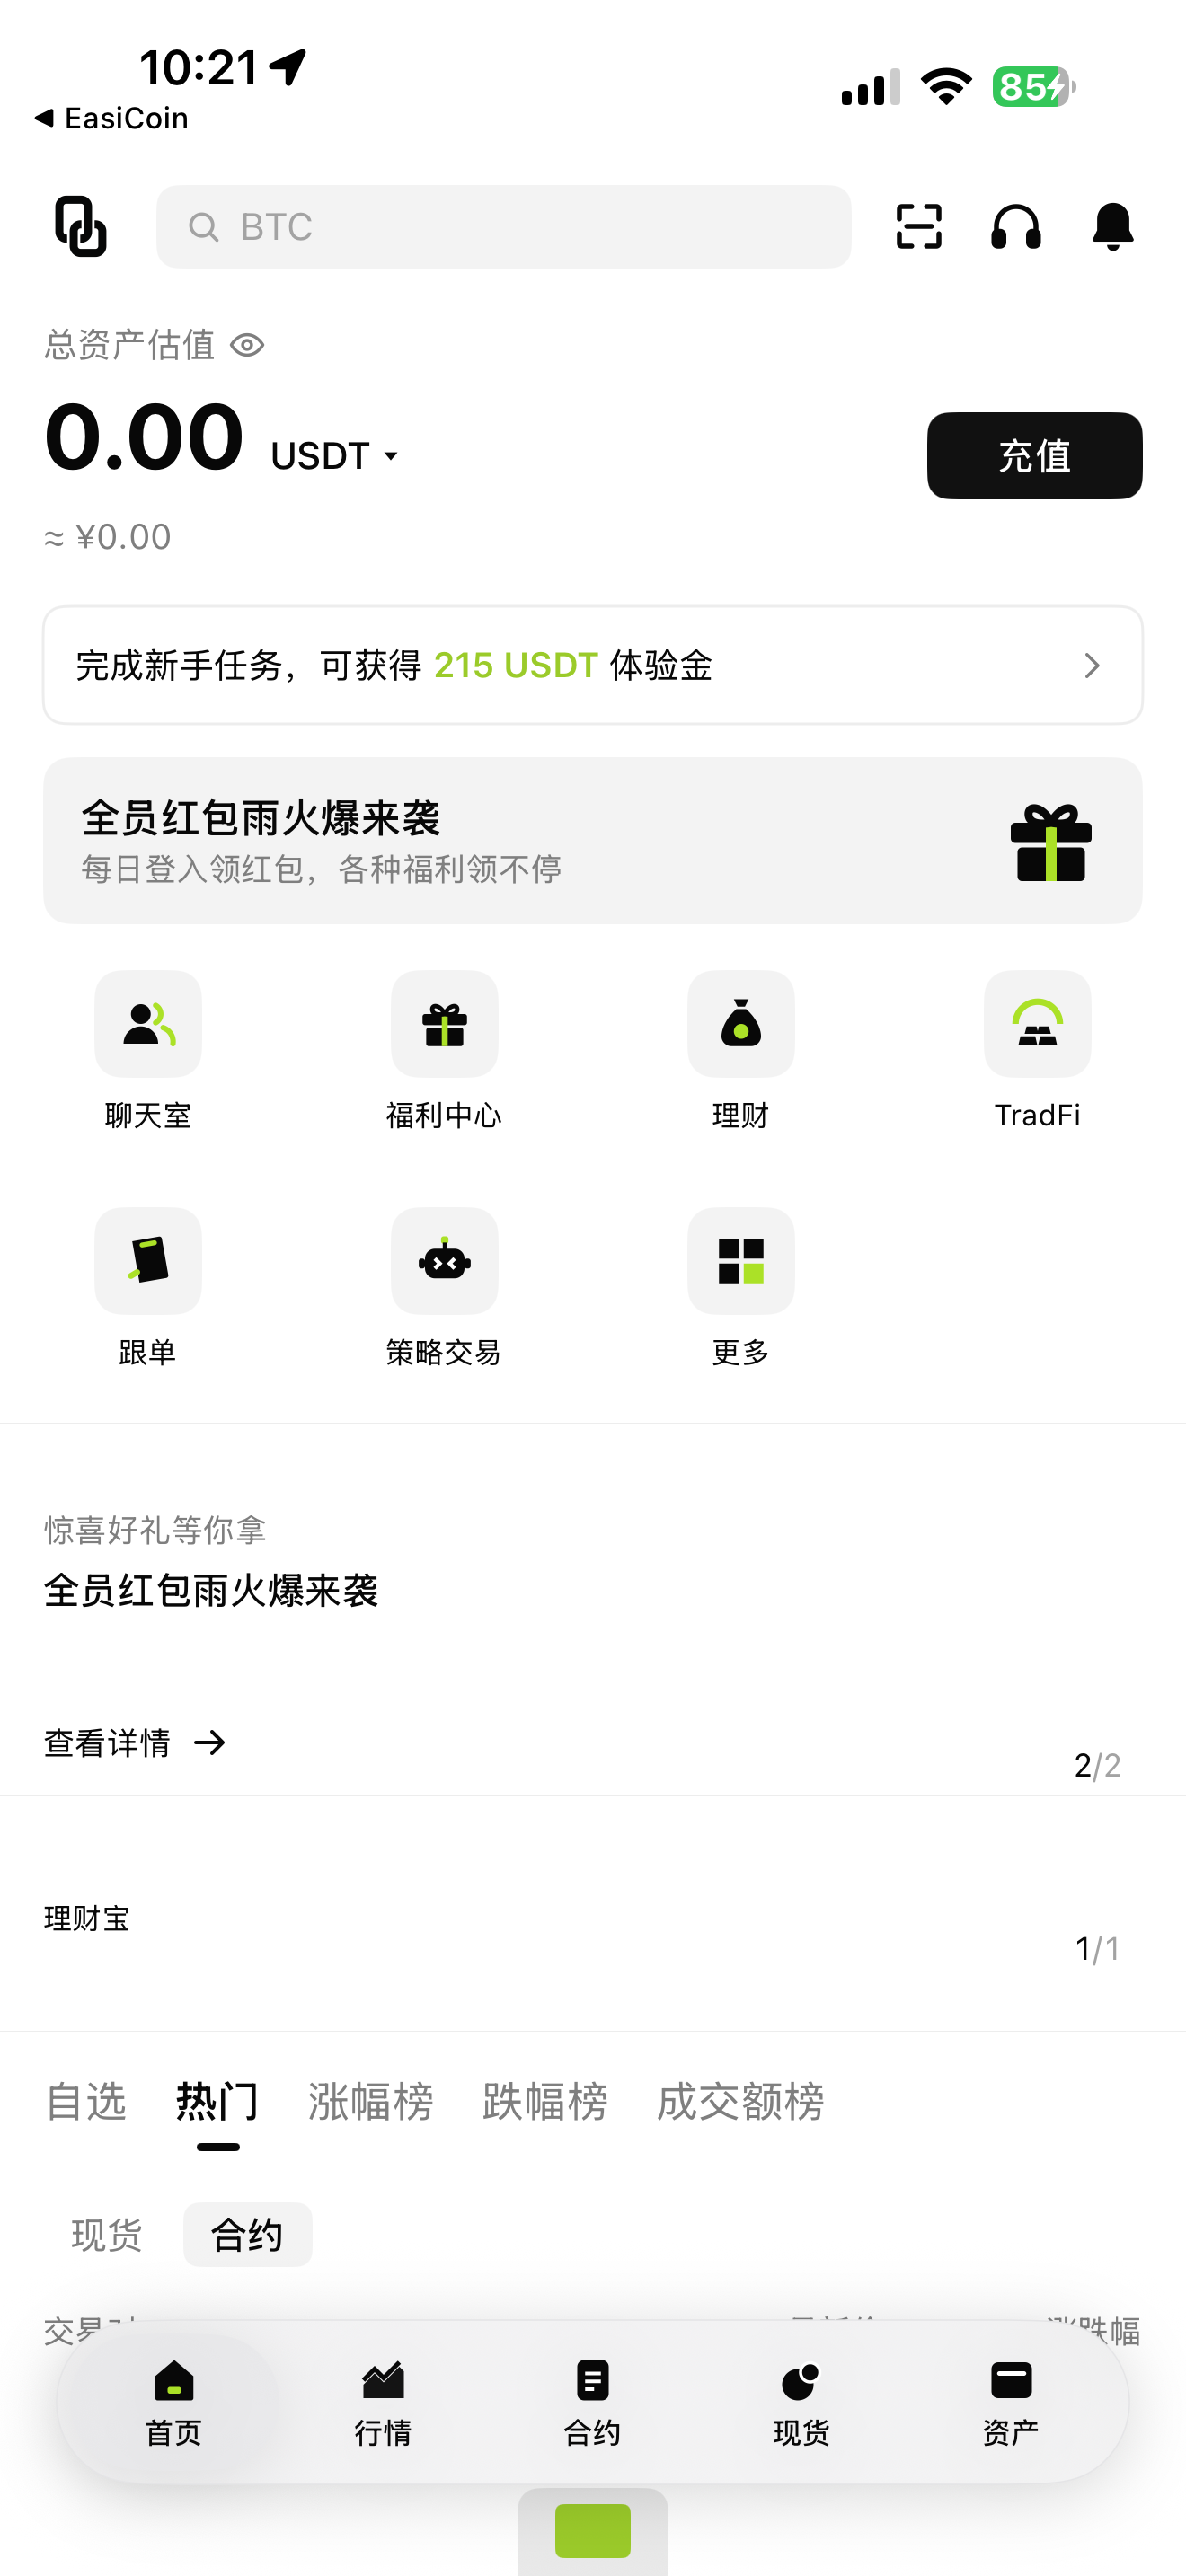 10:21
85
EasiCoin
BTC
总资产估值
0.00 USDT
充值
≈ ¥0.00
完成新手任务，可获得 215 USDT 体验金
全员红包雨火爆来袭
每日登入领红包，各种福利领不停
聊天室 福利中心 理财 TradFi
跟单 策略交易 更多
惊喜好礼等你拿
全员红包雨火爆来袭
查看详情
2/2
理财宝
1/1
自选 热门 涨幅榜 跌幅榜 成交额榜
现货 合约
首页 行情 合约 现货 资产